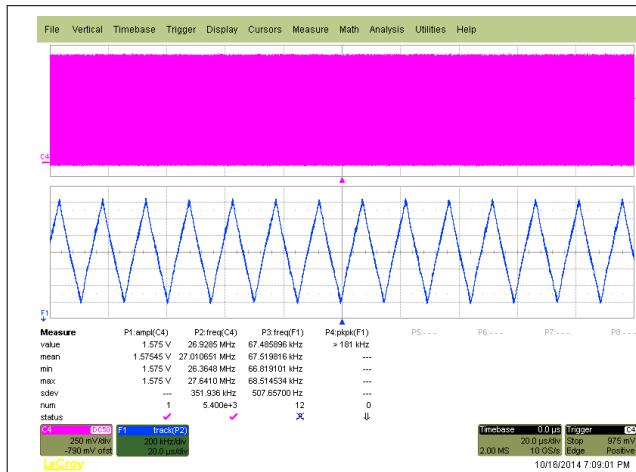 File Vertical Timebase Trigger Display Cursors Measure Math Analysis Utilities Help
C4
F1
Measure P1:ampl(C4) P2:freq(C4) P3:freq(F1) P4:pkpk(F1) P5:- - - P6:- - - P7:- - - P8:- - -
value 1.575 V 26.9285 MHz 67.485896 kHz > 181 kHz
mean 1.57545 V 27.010651 MHz 67.519816 kHz ---
min 1.575 V 26.3648 MHz 66.819101 kHz ---
max 1.575 V 27.6410 MHz 68.514534 kHz ---
sdev --- 351.936 kHz 507.65700 Hz ---
num 1 5.400e+3 12 0
status
C4 DC50 F1 track(P2) Timebase 0.0 µs Trigger C4
250 mV/div 200 kHz/div 20.0 µs/div Stop 975 mV
-790 mV ofst 20.0 µs/div 2.00 MS 10 GS/s Edge Positive
LeCroy 10/16/2014 7:09:01 PM